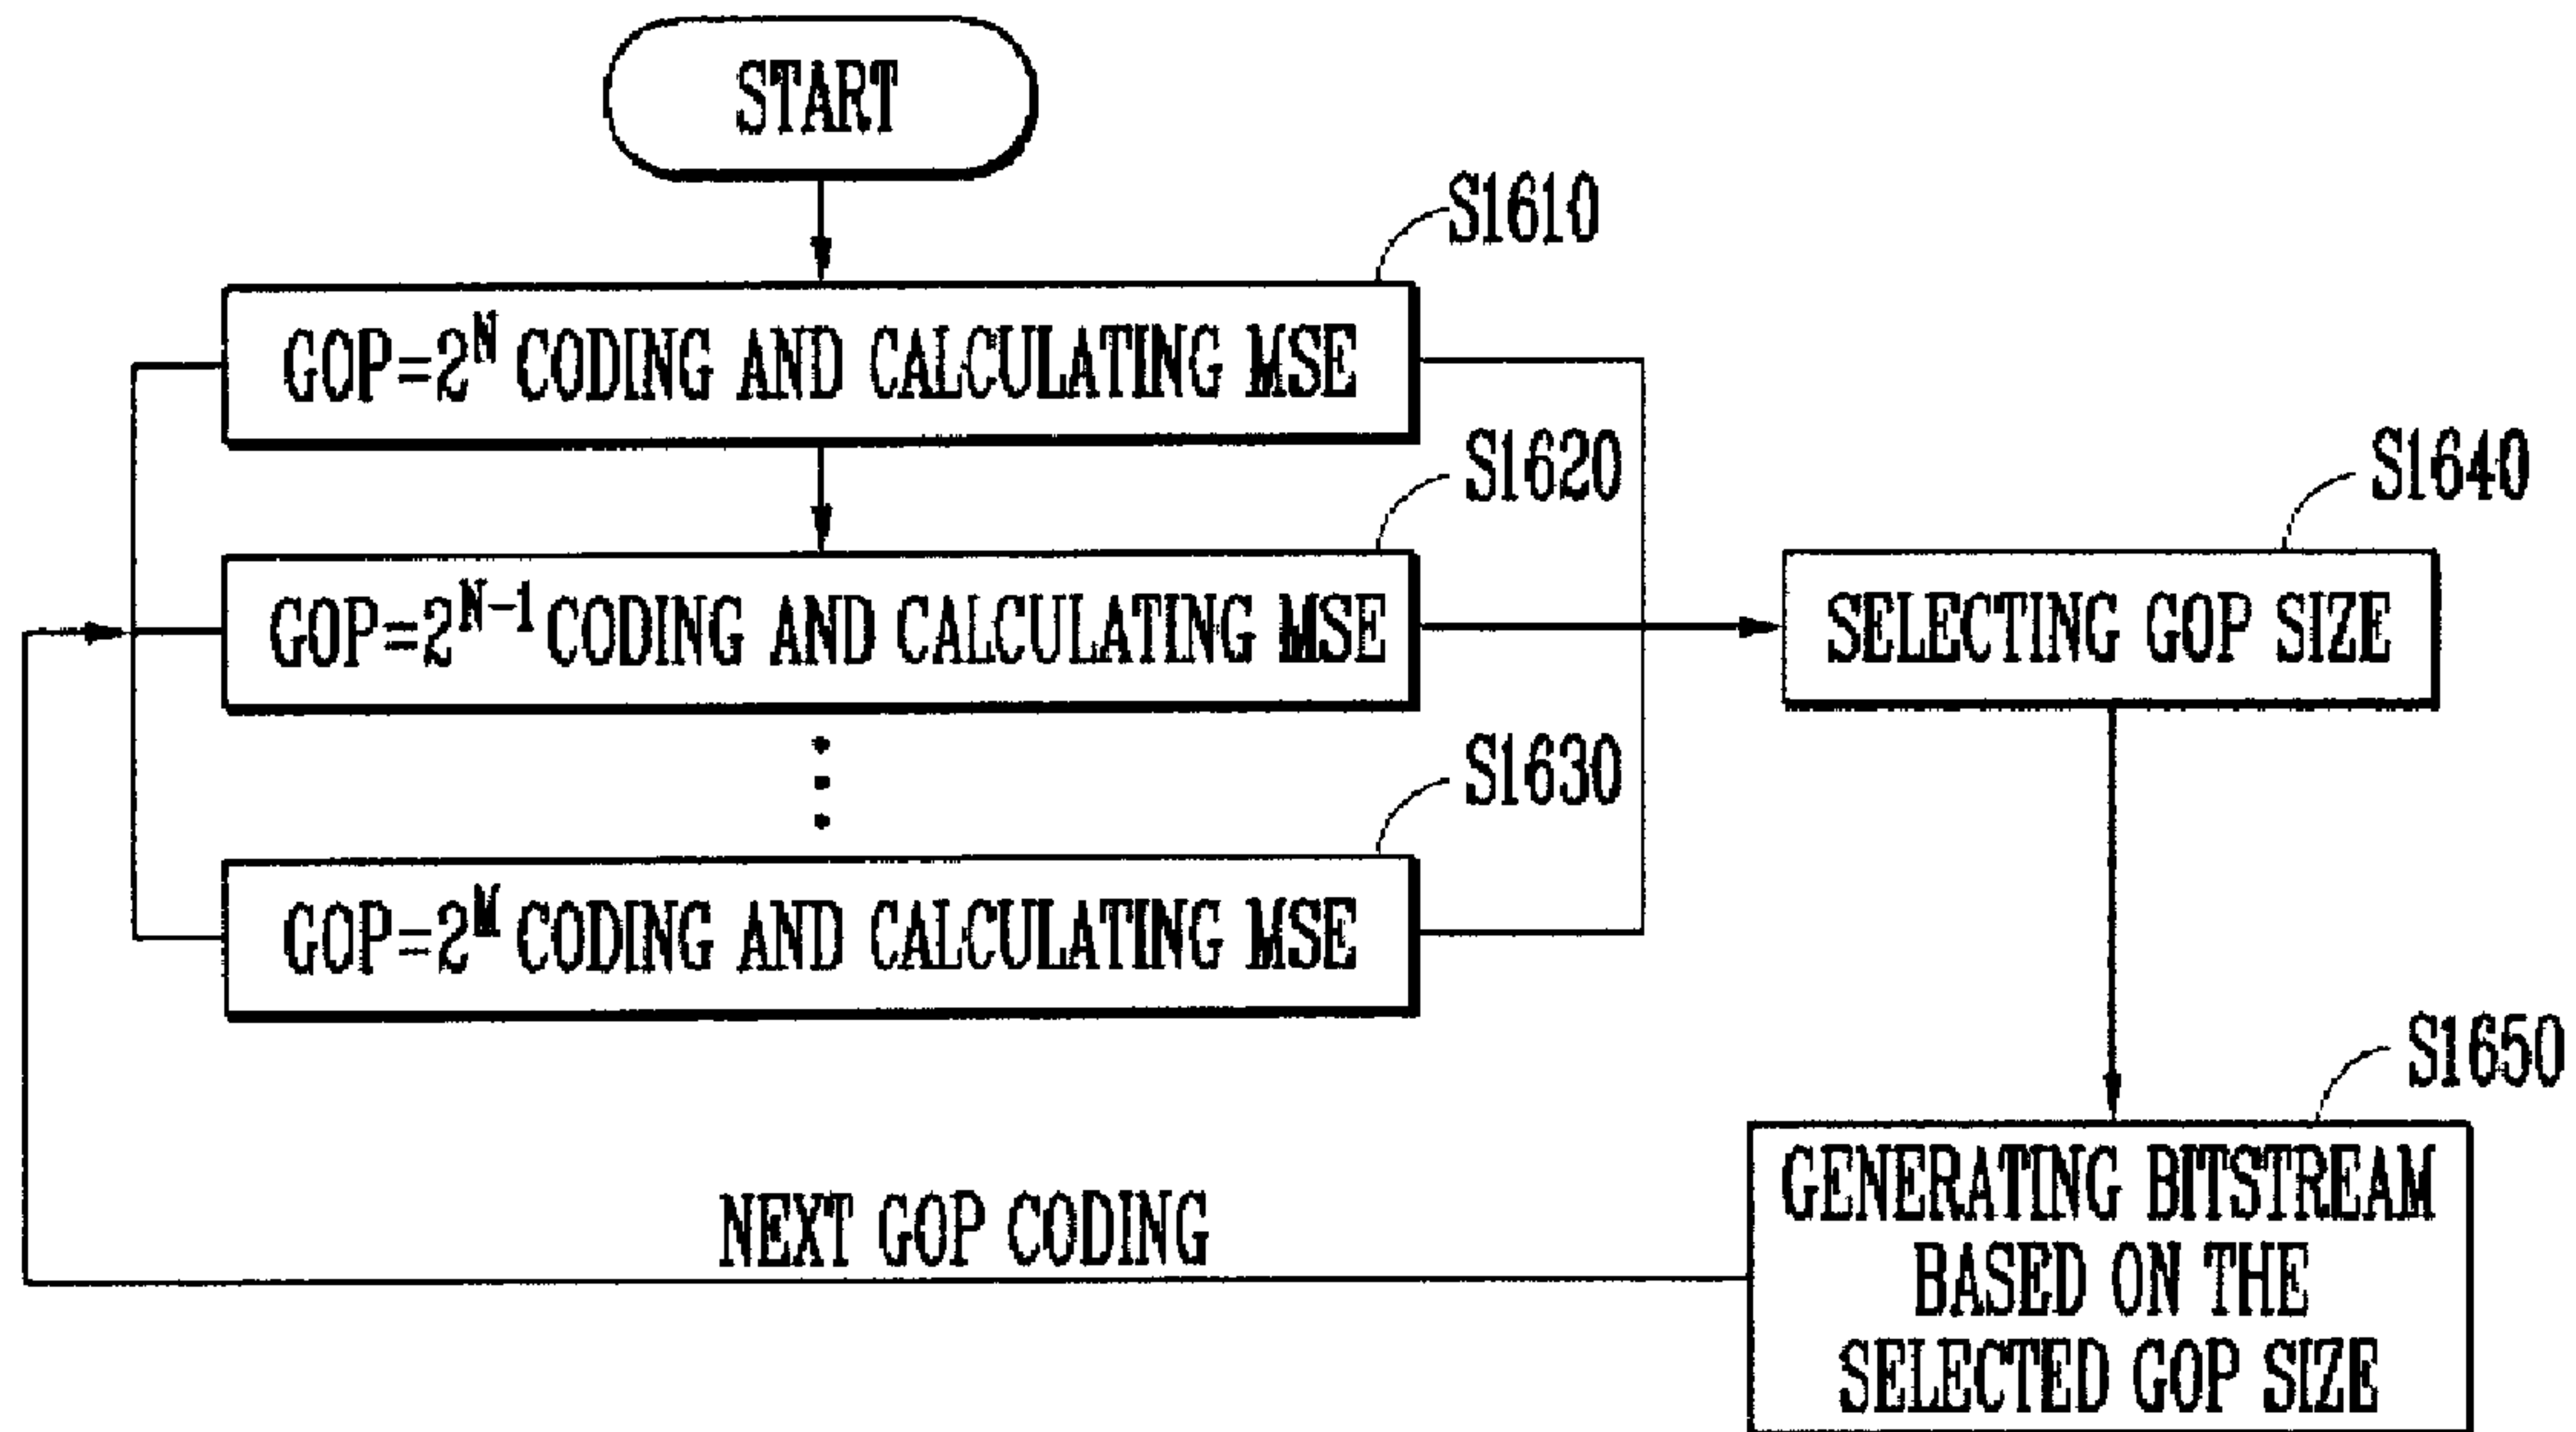 START
S1610
GOP=2^N CODING AND CALCULATING MSE
S1620
GOP=2^N-1 CODING AND CALCULATING MSE
S1630
GOP=2^M CODING AND CALCULATING MSE
S1640
SELECTING GOP SIZE
S1650
GENERATING BITSTREAM
BASED ON THE
SELECTED GOP SIZE
NEXT GOP CODING